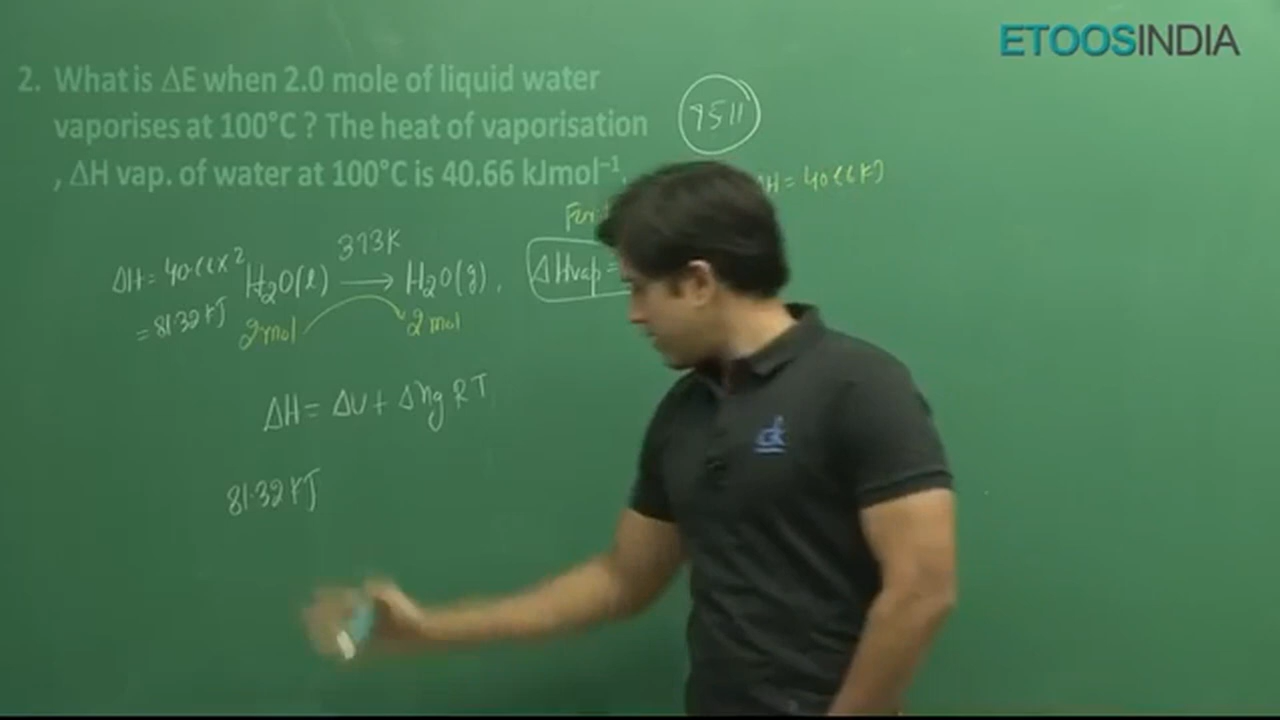 ETOOSINDIA
2. What is ΔE when 2.0 mole of liquid water
vaporises at 100°C ? The heat of vaporisation
, ΔH vap. of water at 100°C is 40.66 kJmol⁻¹.
7511
ΔH = 40.66 KJ
ΔHvap =
373K
ΔH = 40.66 x 2
H₂O(l) ⟶ H₂O(g).
= 81.32 KJ
2 mol 2 mol
ΔH = ΔU + Δng RT
81.32 KJ